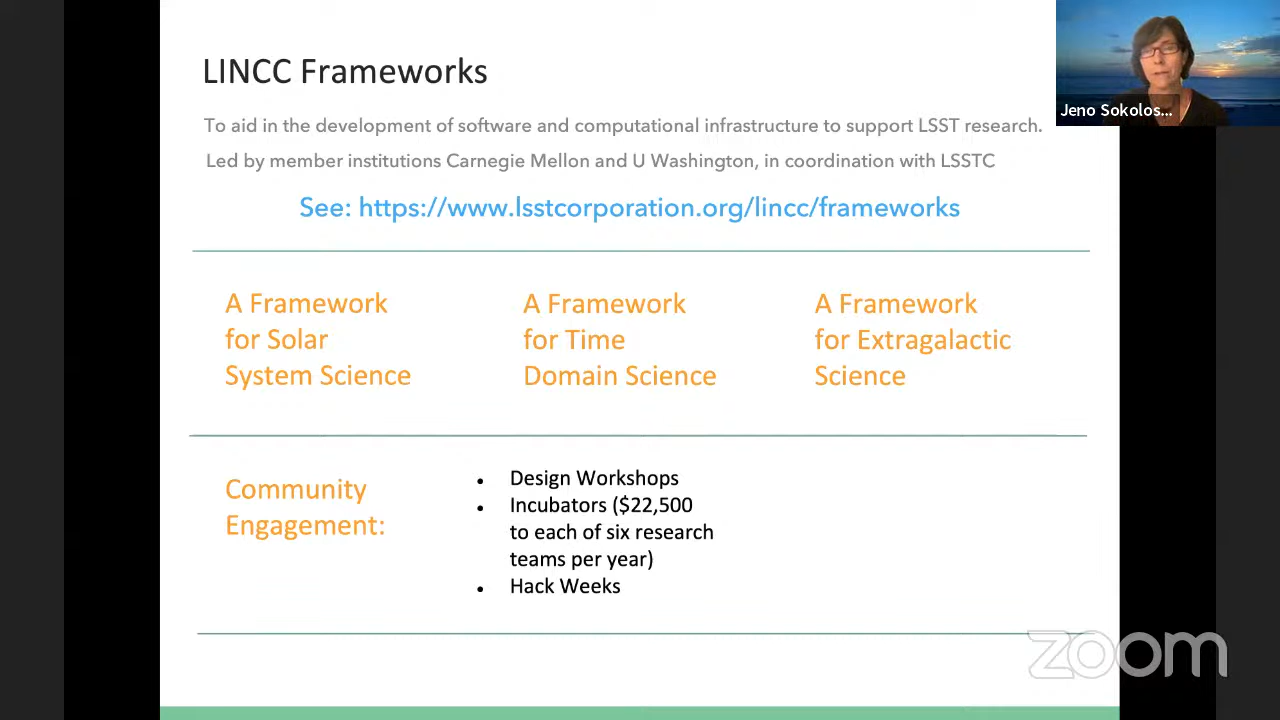 LINCC Frameworks
Jeno Sokolos...
To aid in the development of software and computational infrastructure to support LSST research.
Led by member institutions Carnegie Mellon and U Washington, in coordination with LSSTC
See: https://www.lsstcorporation.org/lincc/frameworks
A Framework
for Solar
System Science
A Framework
for Time
Domain Science
A Framework
for Extragalactic
Science
Community
Engagement:
• Design Workshops
• Incubators ($22,500
to each of six research
teams per year)
• Hack Weeks
zoom